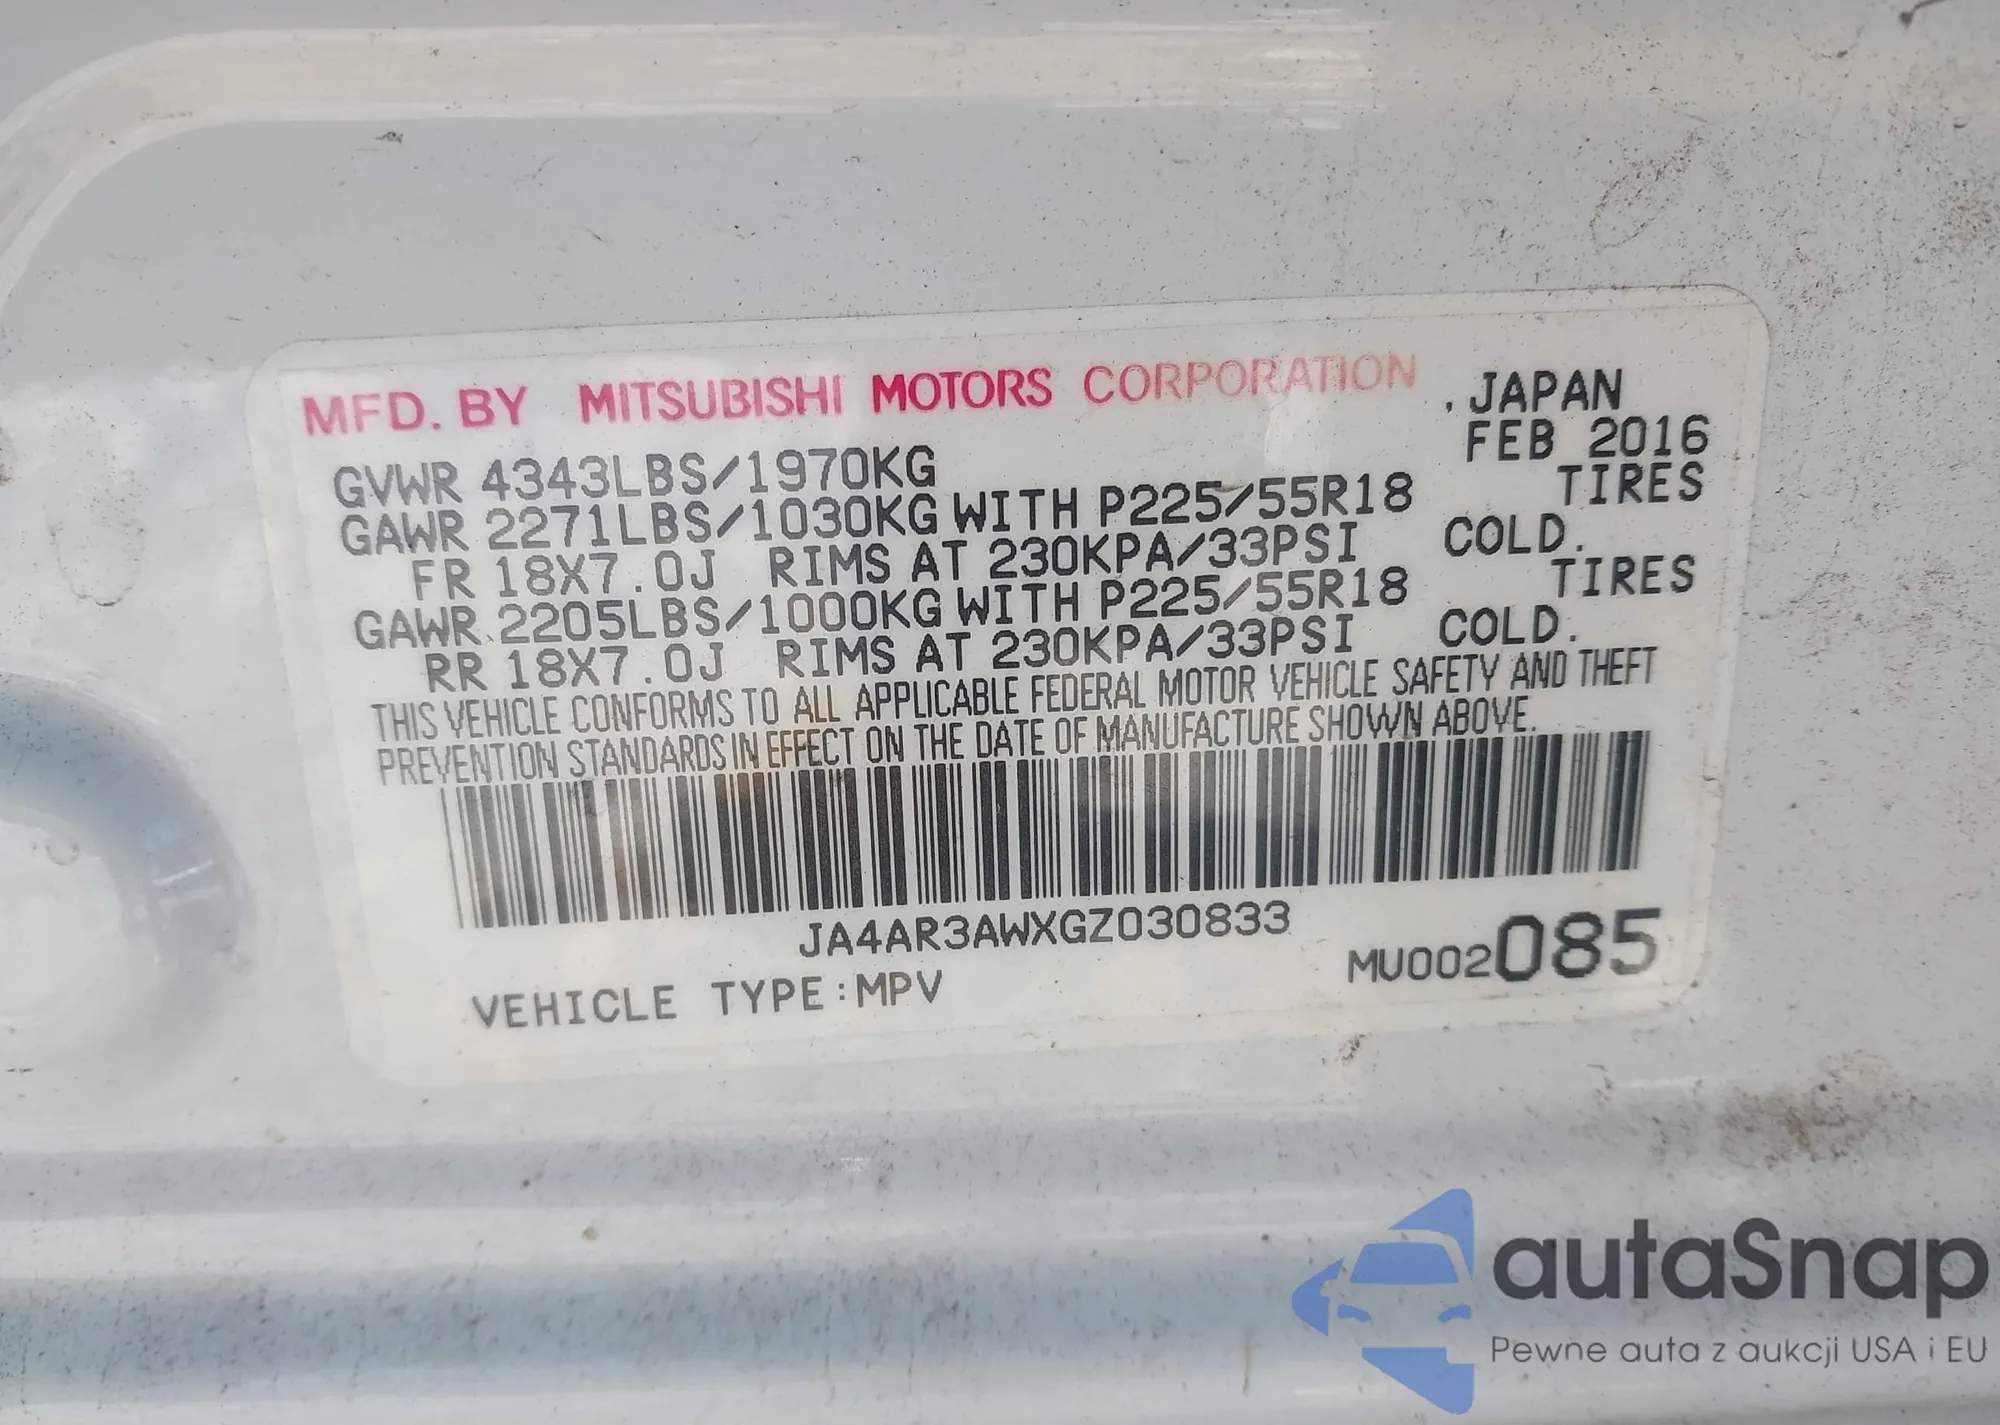 MFD. BY MITSUBISHI MOTORS CORPORATION , JAPAN
FEB 2016
GVWR 4343LBS/1970KG
GAWR 2271LBS/1030KG WITH P225/55R18 TIRES
FR 18X7.0J RIMS AT 230KPA/33PSI COLD.
GAWR 2205LBS/1000KG WITH P225/55R18 TIRES
RR 18X7.0J RIMS AT 230KPA/33PSI COLD.
THIS VEHICLE CONFORMS TO ALL APPLICABLE FEDERAL MOTOR VEHICLE SAFETY AND THEFT
PREVENTION STANDARDS IN EFFECT ON THE DATE OF MANUFACTURE SHOWN ABOVE.
JA4AR3AWXGZ030833
MU002085
VEHICLE TYPE:MPV
autaSnap
Pewne auta z aukcji USA i EU